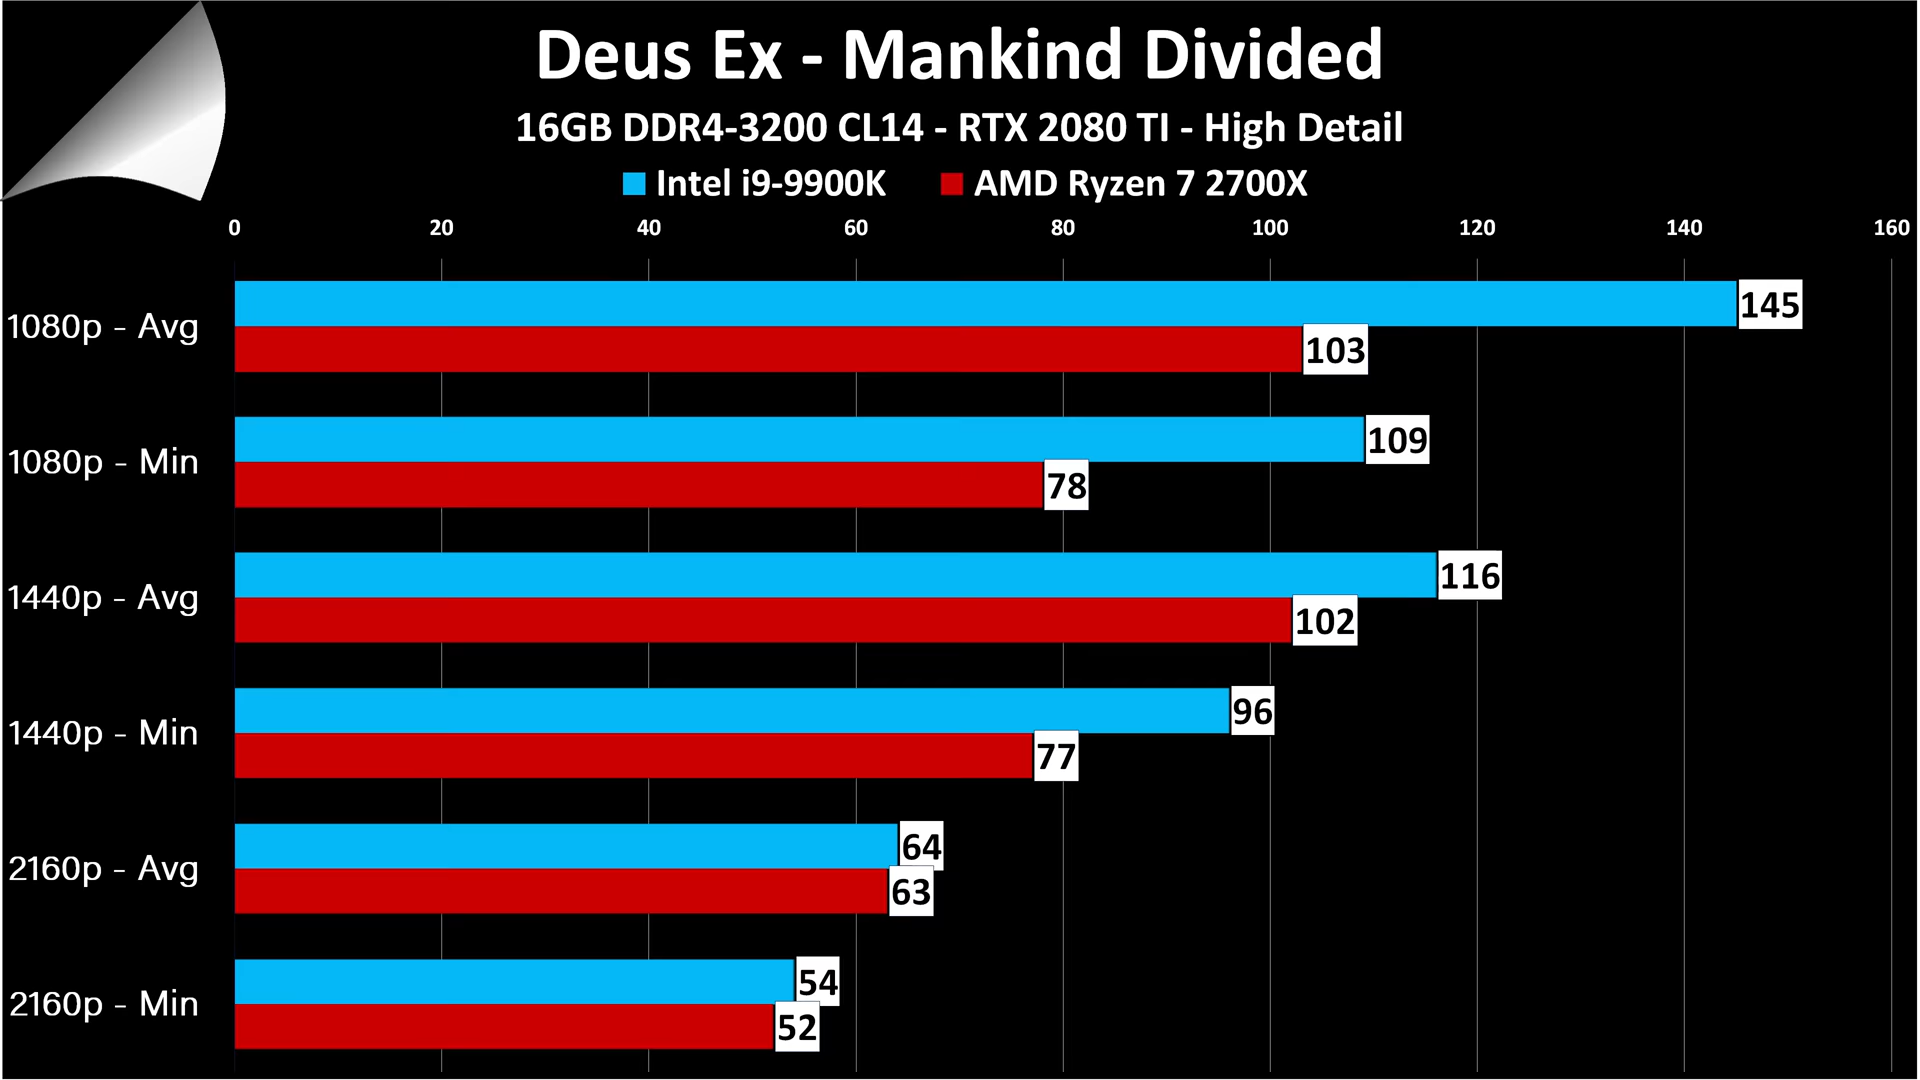 Deus Ex - Mankind Divided
16GB DDR4-3200 CL14 - RTX 2080 TI - High Detail
Intel i9-9900K AMD Ryzen 7 2700X
0 20 40 60 80 100 120 140 160
1080p - Avg
145
103
1080p - Min
109
78
1440p - Avg
116
102
1440p - Min
96
77
2160p - Avg
64
63
2160p - Min
54
52